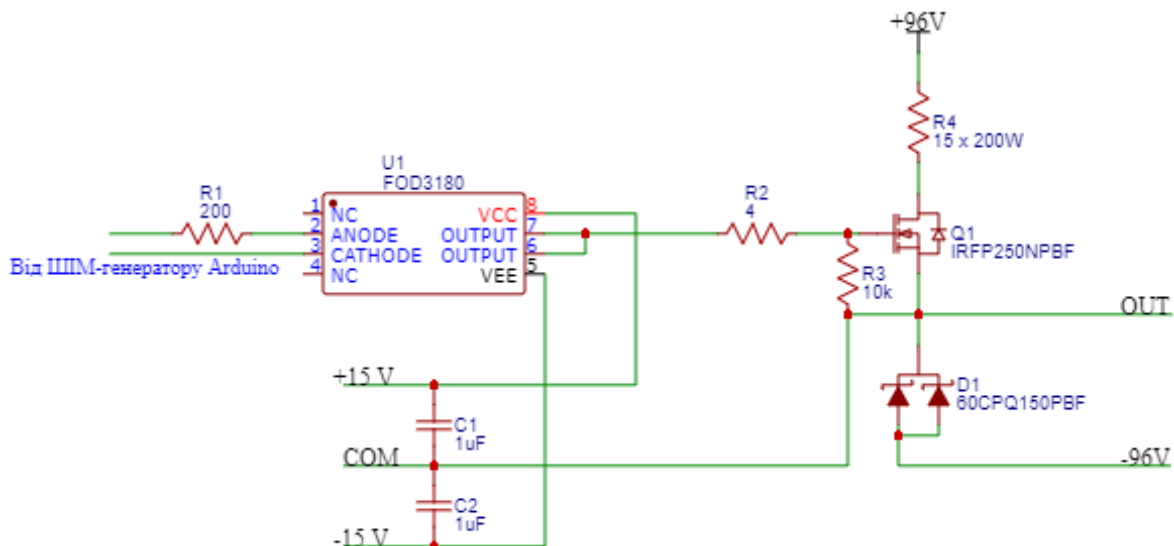 +96V
R4
15 x 200W
U1
FOD3180
R1
200
1
NC
VCC
8
2
ANODE
OUTPUT
7
3
CATHODE
OUTPUT
6
4
NC
VEE
5
Від ШІМ-генератору Arduino
R2
4
Q1
IRFP250NPBF
R3
10k
OUT
+15 V
C1
1uF
COM
C2
1uF
-15 V
D1
60CPQ150PBF
-96V